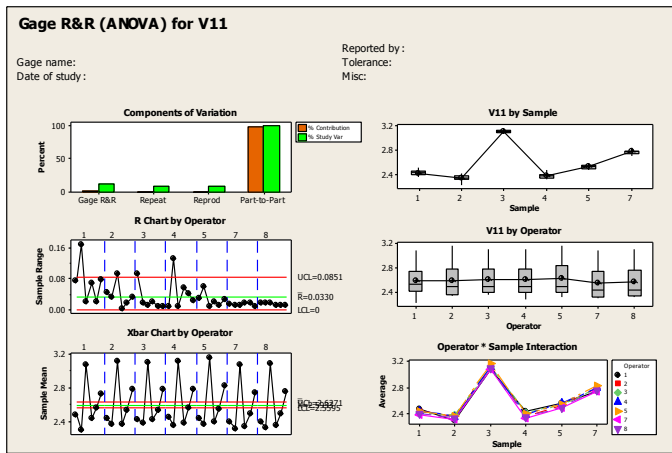 Gage R&R (ANOVA) for V11
Gage name:
Date of study:
Reported by:
Tolerance:
Misc:
Components of Variation
Percent
100
50
0
Gage R&R Repeat Reprod Part-to-Part
% Contribution
% Study Var
R Chart by Operator
Sample Range
1 2 3 4 5 7 8
0.16
0.08
0.00
UCL=0.0851
R=0.0330
LCL=0
Xbar Chart by Operator
Sample Mean
1 2 3 4 5 7 8
3.2
2.8
2.4
UCL=2.6271
LCL=2.5595
V11 by Sample
3.2
2.8
2.4
1 2 3 4 5 7
Sample
V11 by Operator
3.2
2.8
2.4
1 2 3 4 5 7 8
Operator
Operator * Sample Interaction
Average
3.2
2.8
2.4
1 2 3 4 5 7
Sample
Operator
1
2
3
4
5
7
8